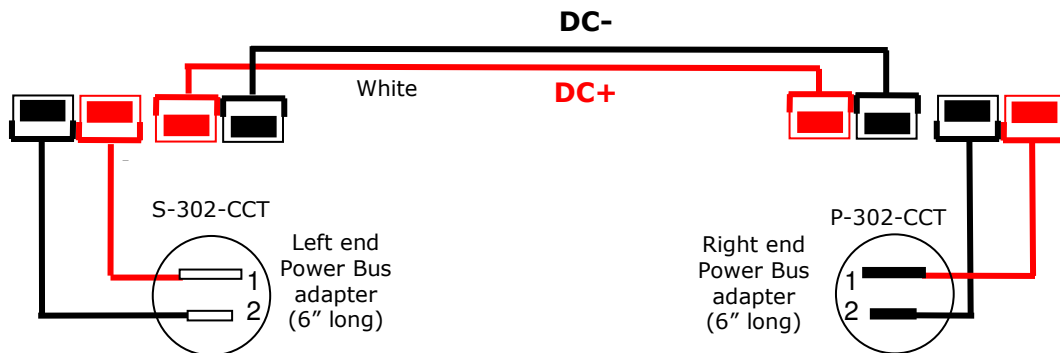 DC-
White
DC+
S-302-CCT
P-302-CCT
Left end
Power Bus
adapter
(6” long)
1
2
Right end
Power Bus
adapter
(6” long)
1
2